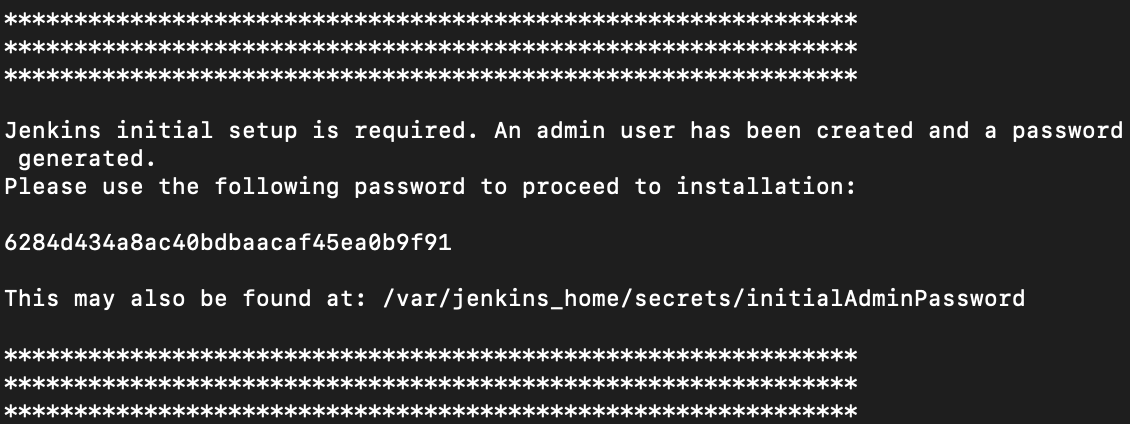 *************************************************************
*************************************************************
*************************************************************
Jenkins initial setup is required. An admin user has been created and a password
generated.
Please use the following password to proceed to installation:
6284d434a8ac40bdbaacaf45ea0b9f91
This may also be found at: /var/jenkins_home/secrets/initialAdminPassword
*************************************************************
*************************************************************
*************************************************************